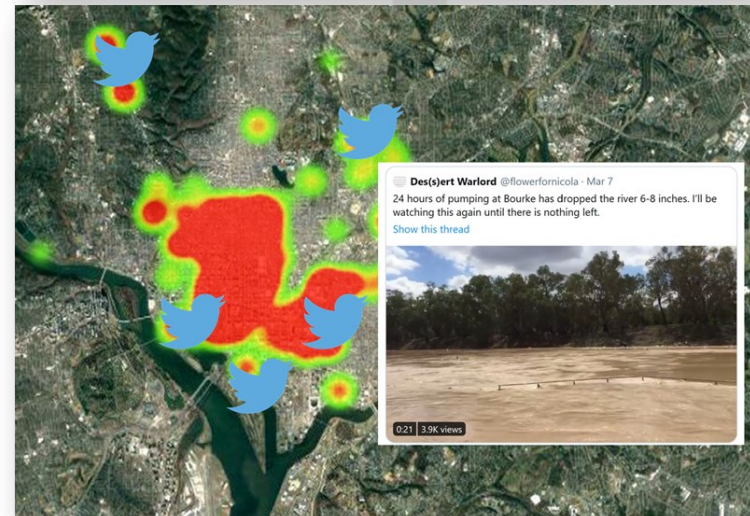 Des(s)ert Warlord @flowerfornicola · Mar 7
24 hours of pumping at Bourke has dropped the river 6-8 inches. I'll be
watching this again until there is nothing left.
Show this thread
0:21 3.9K views